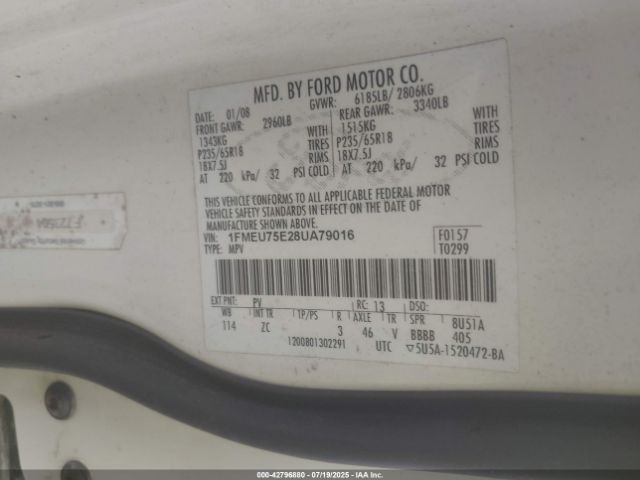 MFD. BY FORD MOTOR CO.
DATE: 01/08 GVWR: 6185LB/ 2806KG
FRONT GAWR: 2960LB REAR GAWR: 3340LB
1343KG WITH 1515KG WITH
P235/65R18 TIRES P235/65R18 TIRES
18X7.5J RIMS 18X7.5J RIMS
AT 220 kPa/ 32 PSI COLD AT 220 kPa/ 32 PSI COLD
THIS VEHICLE CONFORMS TO ALL APPLICABLE FEDERAL MOTOR
VEHICLE SAFETY STANDARDS IN EFFECT ON THE DATE OF
MANUFACTURE SHOWN ABOVE.
VIN: 1FMEU75E28UA79016 F0157
TYPE: MPV T0299
EXT PNT: PV RC: 13 DSO:
WB INT TR TP/PS R AXLE TR SPR 8U51A
114 ZC 3 46 V BBBB 405
1200801302291 UTC ▽5U5A-1520472-BA
000-42796880 - 07/19/2025 - IAAI.COM